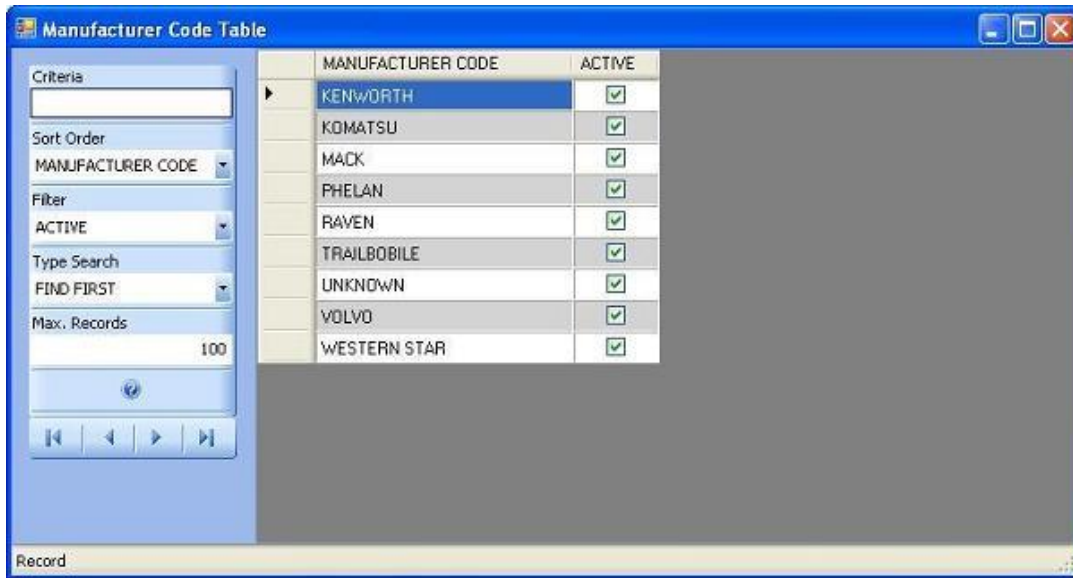 Manufacturer Code Table
Criteria
Sort Order
MANUFACTURER CODE
Filter
ACTIVE
Type Search
FIND FIRST
Max. Records
100
MANUFACTURER CODE ACTIVE
KENWORTH
KOMATSU
MACK
PHELAN
RAVEN
TRAILBOBILE
UNKNOWN
VOLVO
WESTERN STAR
Record